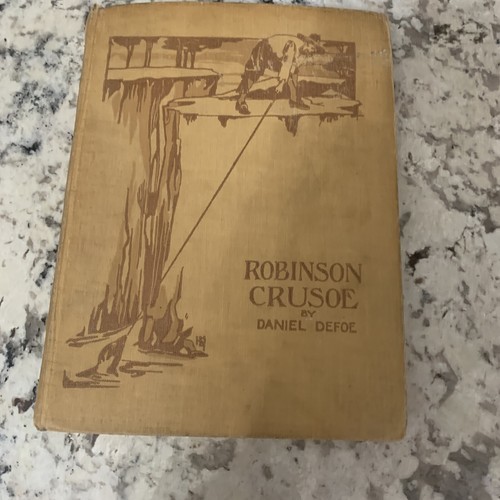 ROBINSON
CRUSOE
BY
DANIEL DEFOE